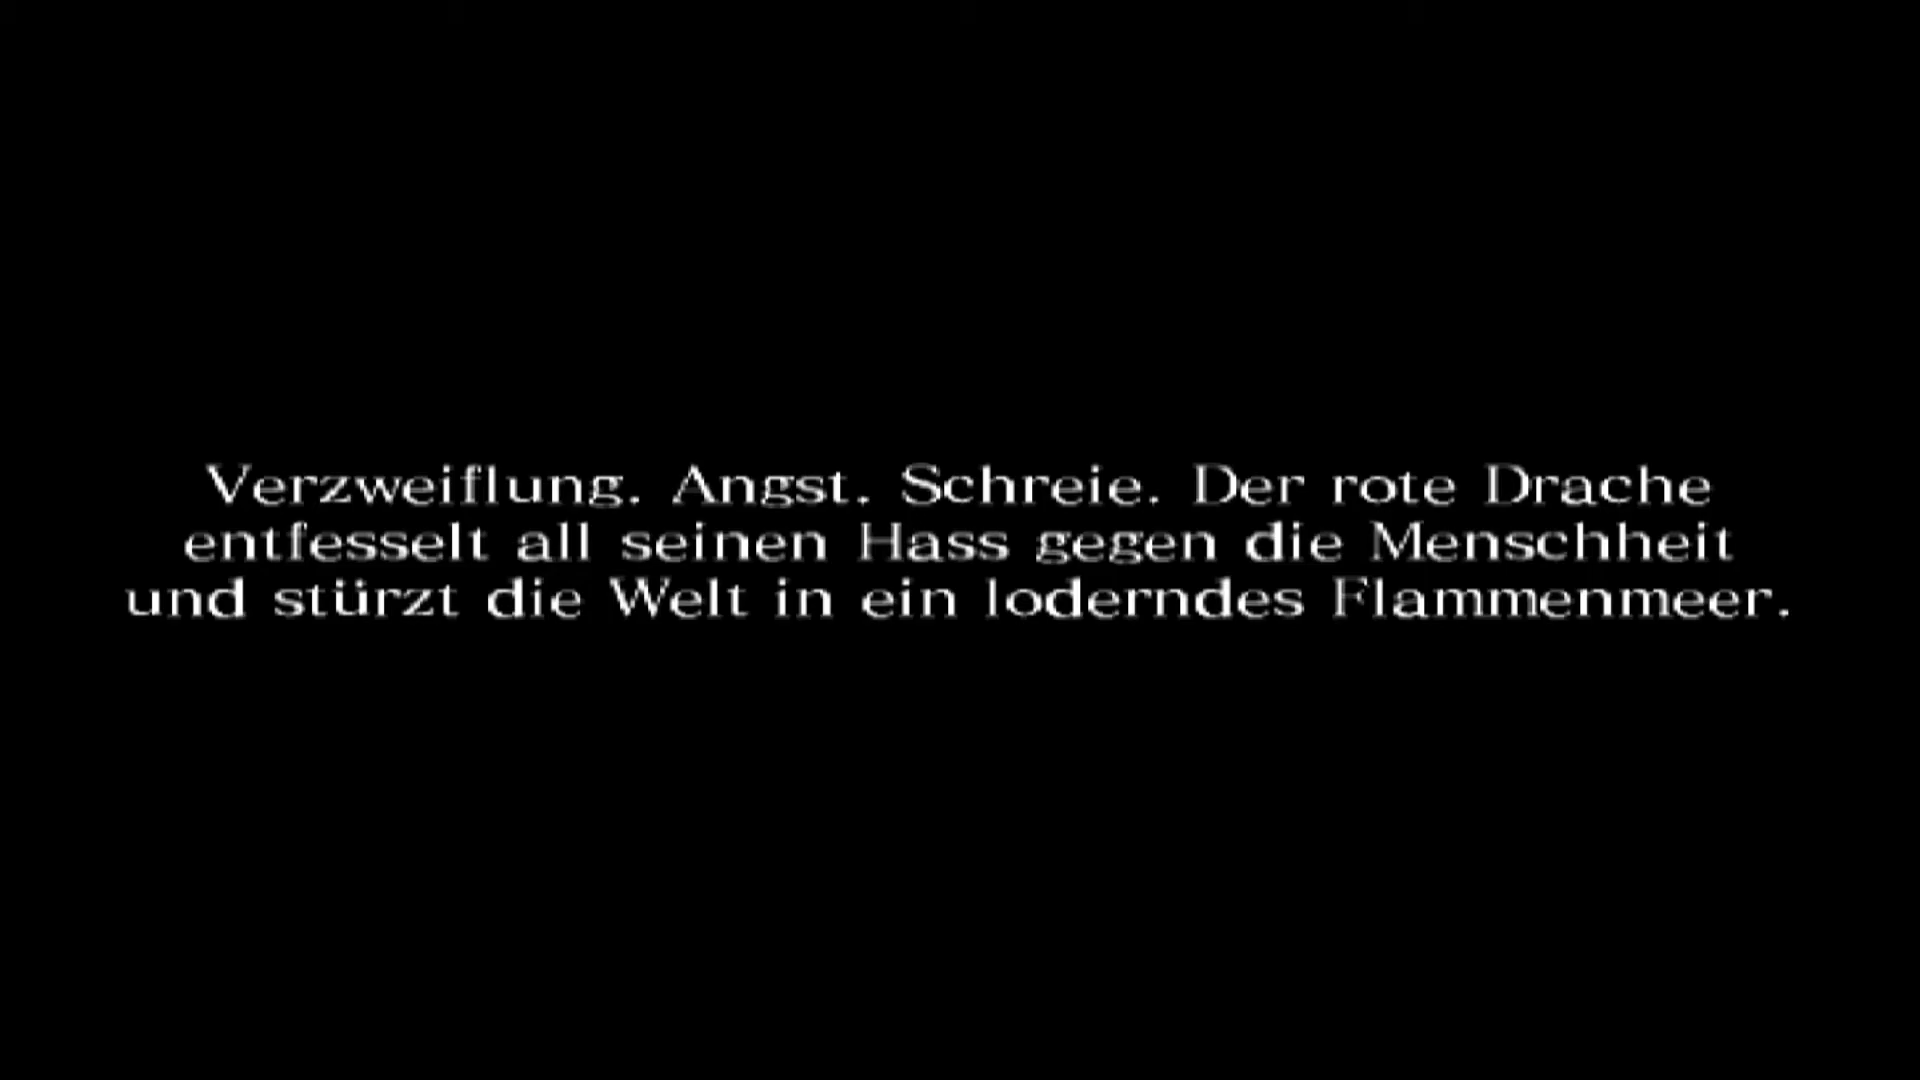 Verzweiflung. Angst. Schreie. Der rote Drache
entfesselt all seinen Hass gegen die Menschheit
und stürzt die Welt in ein loderndes Flammenmeer.